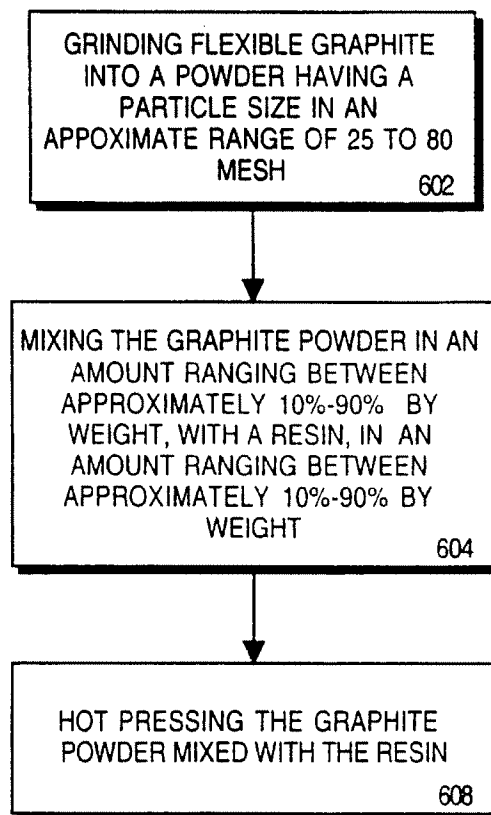 GRINDING FLEXIBLE GRAPHITE
INTO A POWDER HAVING A
PARTICLE SIZE IN AN
APPOXIMATE RANGE OF 25 TO 80
MESH
602
MIXING THE GRAPHITE POWDER IN AN
AMOUNT RANGING BETWEEN
APPROXIMATELY 10%-90% BY
WEIGHT, WITH A RESIN, IN AN
AMOUNT RANGING BETWEEN
APPROXIMATELY 10%-90% BY
WEIGHT
604
HOT PRESSING THE GRAPHITE
POWDER MIXED WITH THE RESIN
608